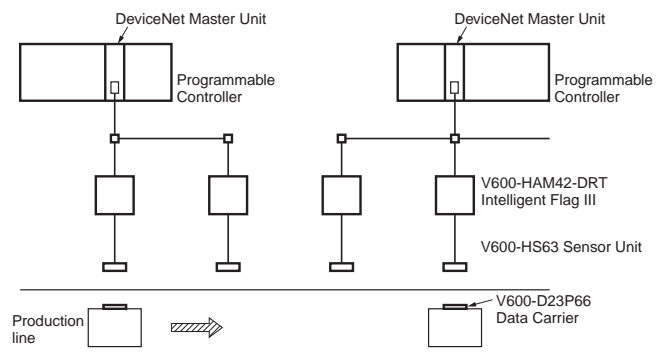 DeviceNet Master Unit
DeviceNet Master Unit
Programmable
Controller
Programmable
Controller
V600-HAM42-DRT
Intelligent Flag III
V600-HS63 Sensor Unit
V600-D23P66
Data Carrier
Production
line